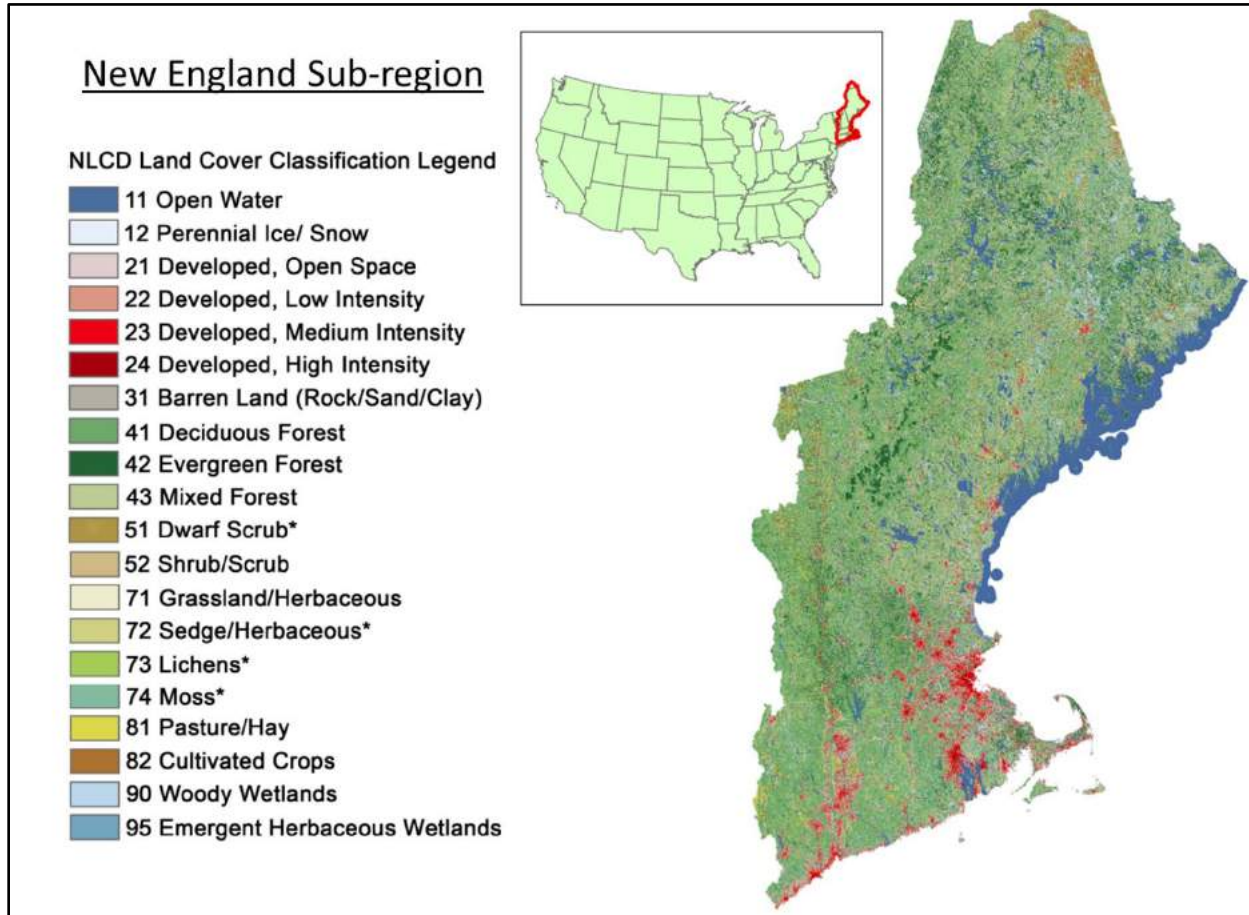 New England Sub-region
NLCD Land Cover Classification Legend
11 Open Water
12 Perennial Ice/ Snow
21 Developed, Open Space
22 Developed, Low Intensity
23 Developed, Medium Intensity
24 Developed, High Intensity
31 Barren Land (Rock/Sand/Clay)
41 Deciduous Forest
42 Evergreen Forest
43 Mixed Forest
51 Dwarf Scrub*
52 Shrub/Scrub
71 Grassland/Herbaceous
72 Sedge/Herbaceous*
73 Lichens*
74 Moss*
81 Pasture/Hay
82 Cultivated Crops
90 Woody Wetlands
95 Emergent Herbaceous Wetlands